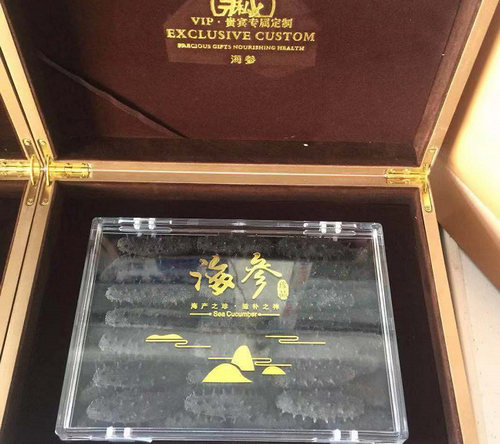 VIP·贵宾专属定制
EXCLUSIVE CUSTOM
PRECIOUS GIFTS NOURISHING HEALTH
海参
海参
海产之珍·滋补之神
Sea Cucumber